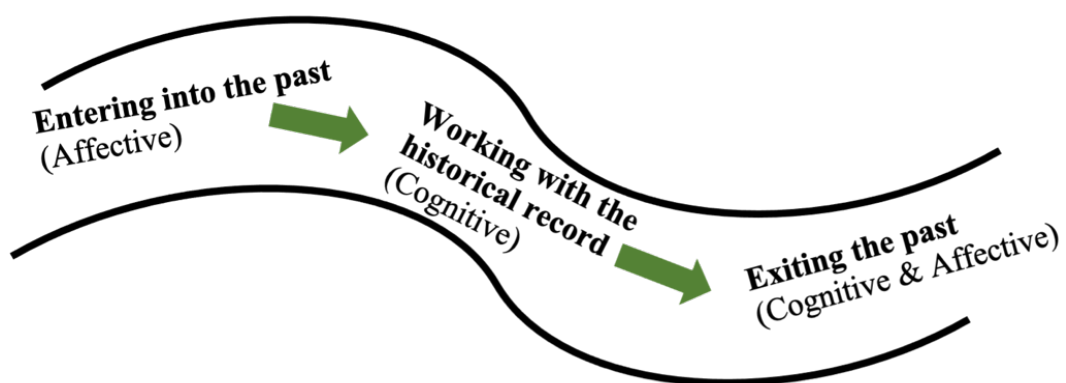 Entering into the past
(Affective)
Working with the
historical record
(Cognitive)
Exiting the past
(Cognitive & Affective)